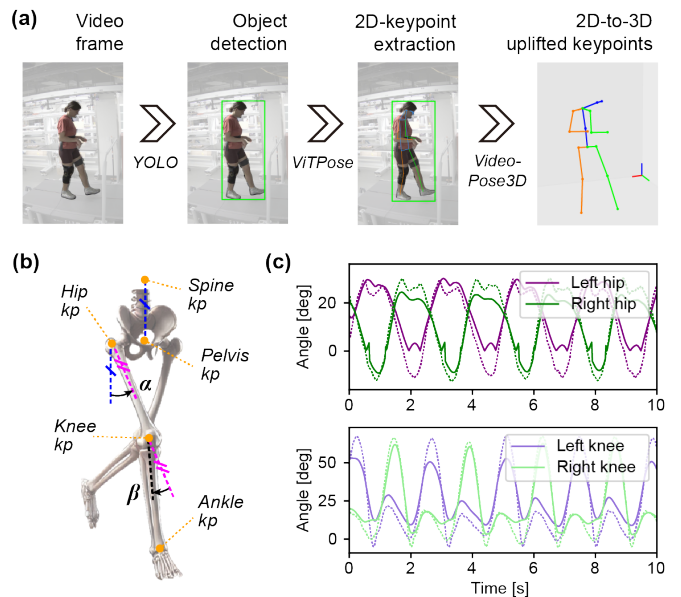 (a)
Video
frame
Object
detection
2D-keypoint
extraction
2D-to-3D
uplifted keypoints
YOLO
ViTPose
Video-
Pose3D
(b)
Hip
kp
Spine
kp
Pelvis
kp
α
Knee
kp
β
Ankle
kp
(c)
Left hip
Right hip
Angle [deg]
20
0
0 2 4 6 8 10
Left knee
Right knee
Angle [deg]
50
25
0
0 2 4 6 8 10
Time [s]